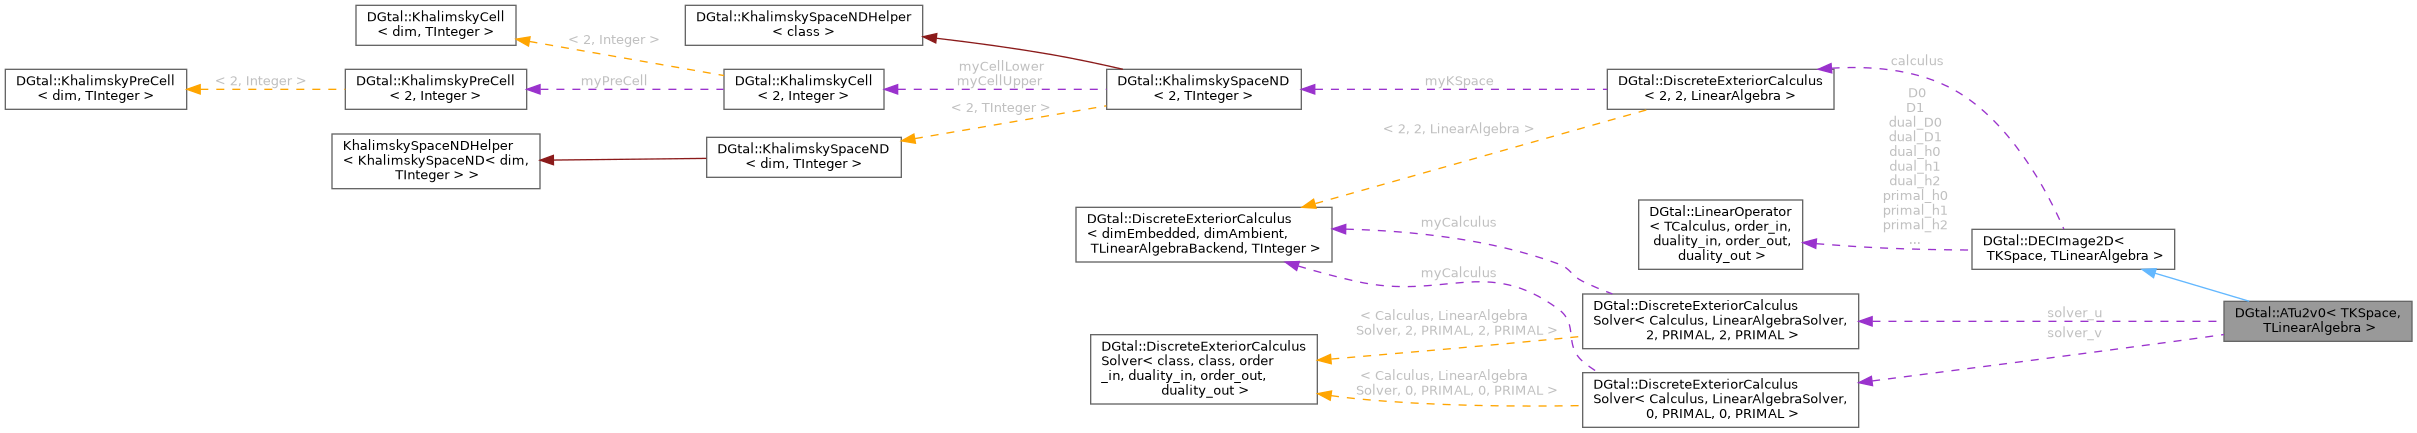 DGtal::KhalimskyCell
< dim, TInteger >
DGtal::KhalimskySpaceNDHelper
< class >
< 2, Integer >
DGtal::KhalimskyPreCell
< dim, TInteger >
< 2, Integer >
DGtal::KhalimskyPreCell
< 2, Integer >
myPreCell
DGtal::KhalimskyCell
< 2, Integer >
myCellLower
myCellUpper
DGtal::KhalimskySpaceND
< 2, TInteger >
myKSpace
DGtal::DiscreteExteriorCalculus
< 2, 2, LinearAlgebra >
calculus
< 2, TInteger >
KhalimskySpaceNDHelper
< KhalimskySpaceND< dim,
TInteger > >
DGtal::KhalimskySpaceND
< dim, TInteger >
< 2, 2, LinearAlgebra >
D0
D1
dual_D0
dual_D1
dual_h0
dual_h1
dual_h2
primal_h0
primal_h1
primal_h2
...
DGtal::DiscreteExteriorCalculus
< dimEmbedded, dimAmbient,
TLinearAlgebraBackend, TInteger >
myCalculus
DGtal::LinearOperator
< TCalculus, order_in,
duality_in, order_out,
duality_out >
DGtal::DECImage2D<
TKSpace, TLinearAlgebra >
myCalculus
DGtal::DiscreteExteriorCalculus
Solver< Calculus, LinearAlgebraSolver,
2, PRIMAL, 2, PRIMAL >
solver_u
solver_v
DGtal::ATu2v0< TKSpace,
TLinearAlgebra >
< Calculus, LinearAlgebra
Solver, 2, PRIMAL, 2, PRIMAL >
DGtal::DiscreteExteriorCalculus
Solver< class, class, order
_in, duality_in, order_out,
duality_out >
< Calculus, LinearAlgebra
Solver, 0, PRIMAL, 0, PRIMAL >
DGtal::DiscreteExteriorCalculus
Solver< Calculus, LinearAlgebraSolver,
0, PRIMAL, 0, PRIMAL >